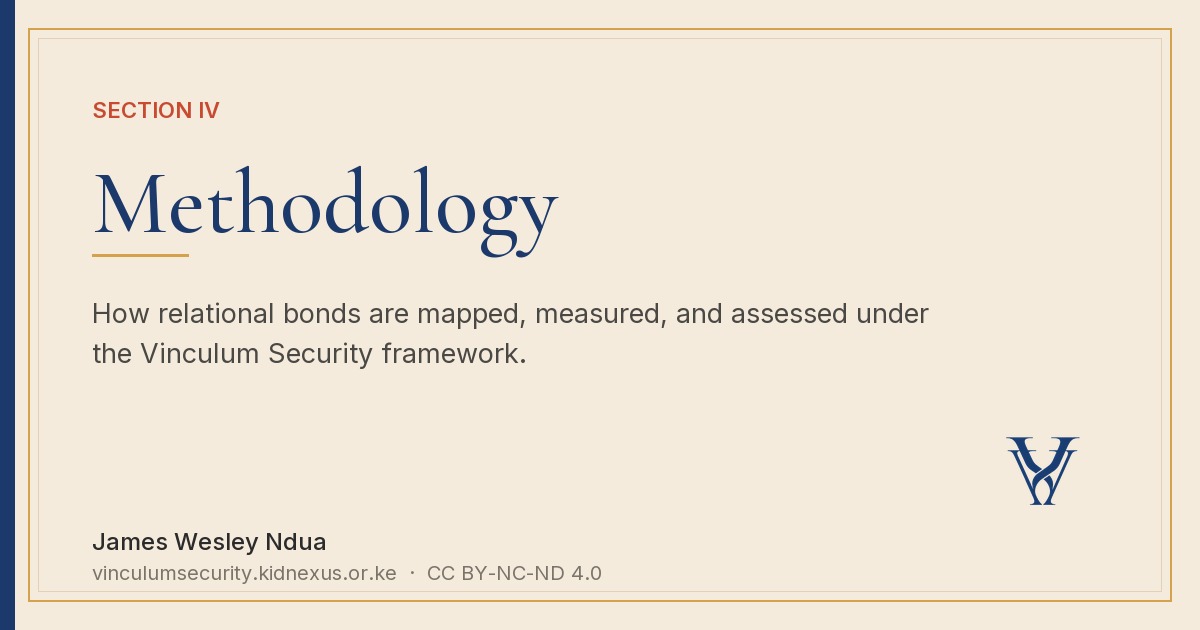 SECTION IV
Methodology
How relational bonds are mapped, measured, and assessed under
the Vinculum Security framework.
James Wesley Ndua
vinculumsecurity.kidnexus.or.ke · CC BY-NC-ND 4.0